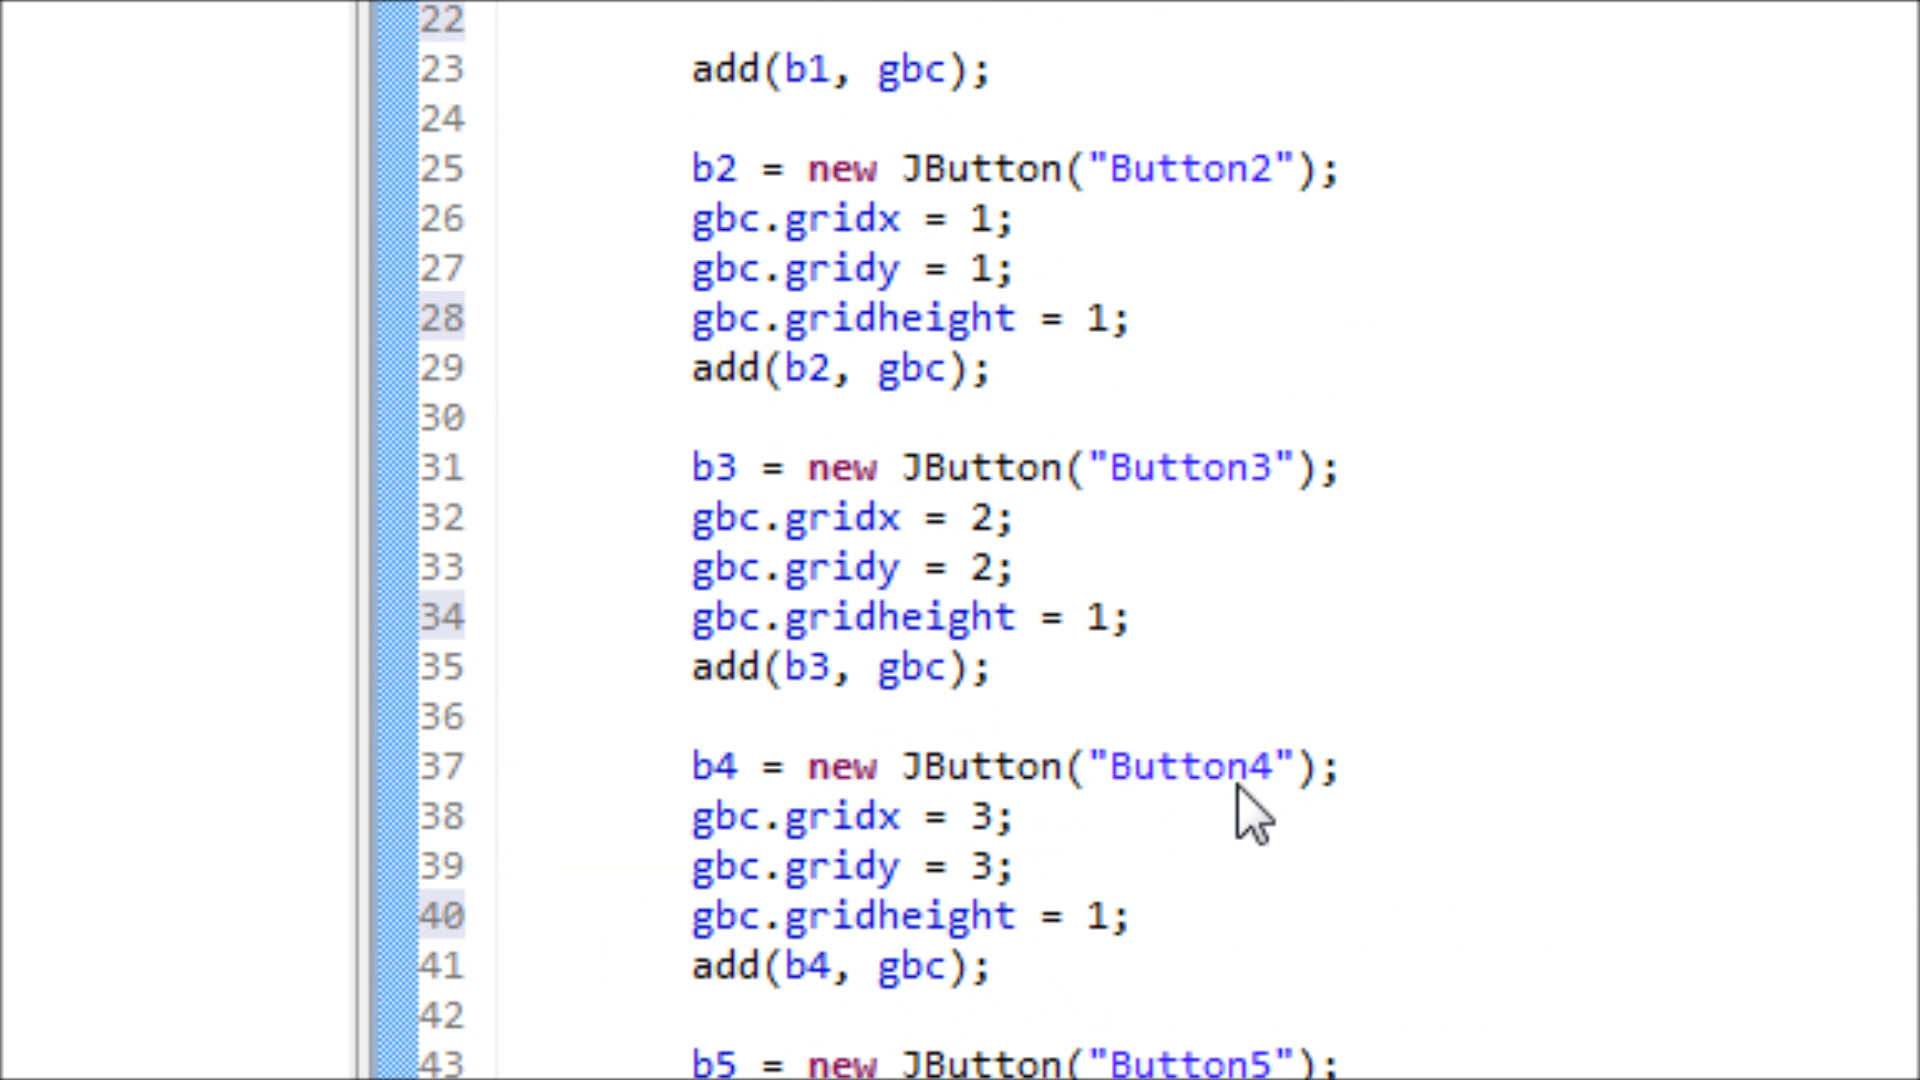 22
23 add(b1, gbc);
24
25 b2 = new JButton("Button2");
26 gbc.gridx = 1;
27 gbc.gridy = 1;
28 gbc.gridheight = 1;
29 add(b2, gbc);
30
31 b3 = new JButton("Button3");
32 gbc.gridx = 2;
33 gbc.gridy = 2;
34 gbc.gridheight = 1;
35 add(b3, gbc);
36
37 b4 = new JButton("Button4");
38 gbc.gridx = 3;
39 gbc.gridy = 3;
40 gbc.gridheight = 1;
41 add(b4, gbc);
42
43 b5 = new JButton("Button5");